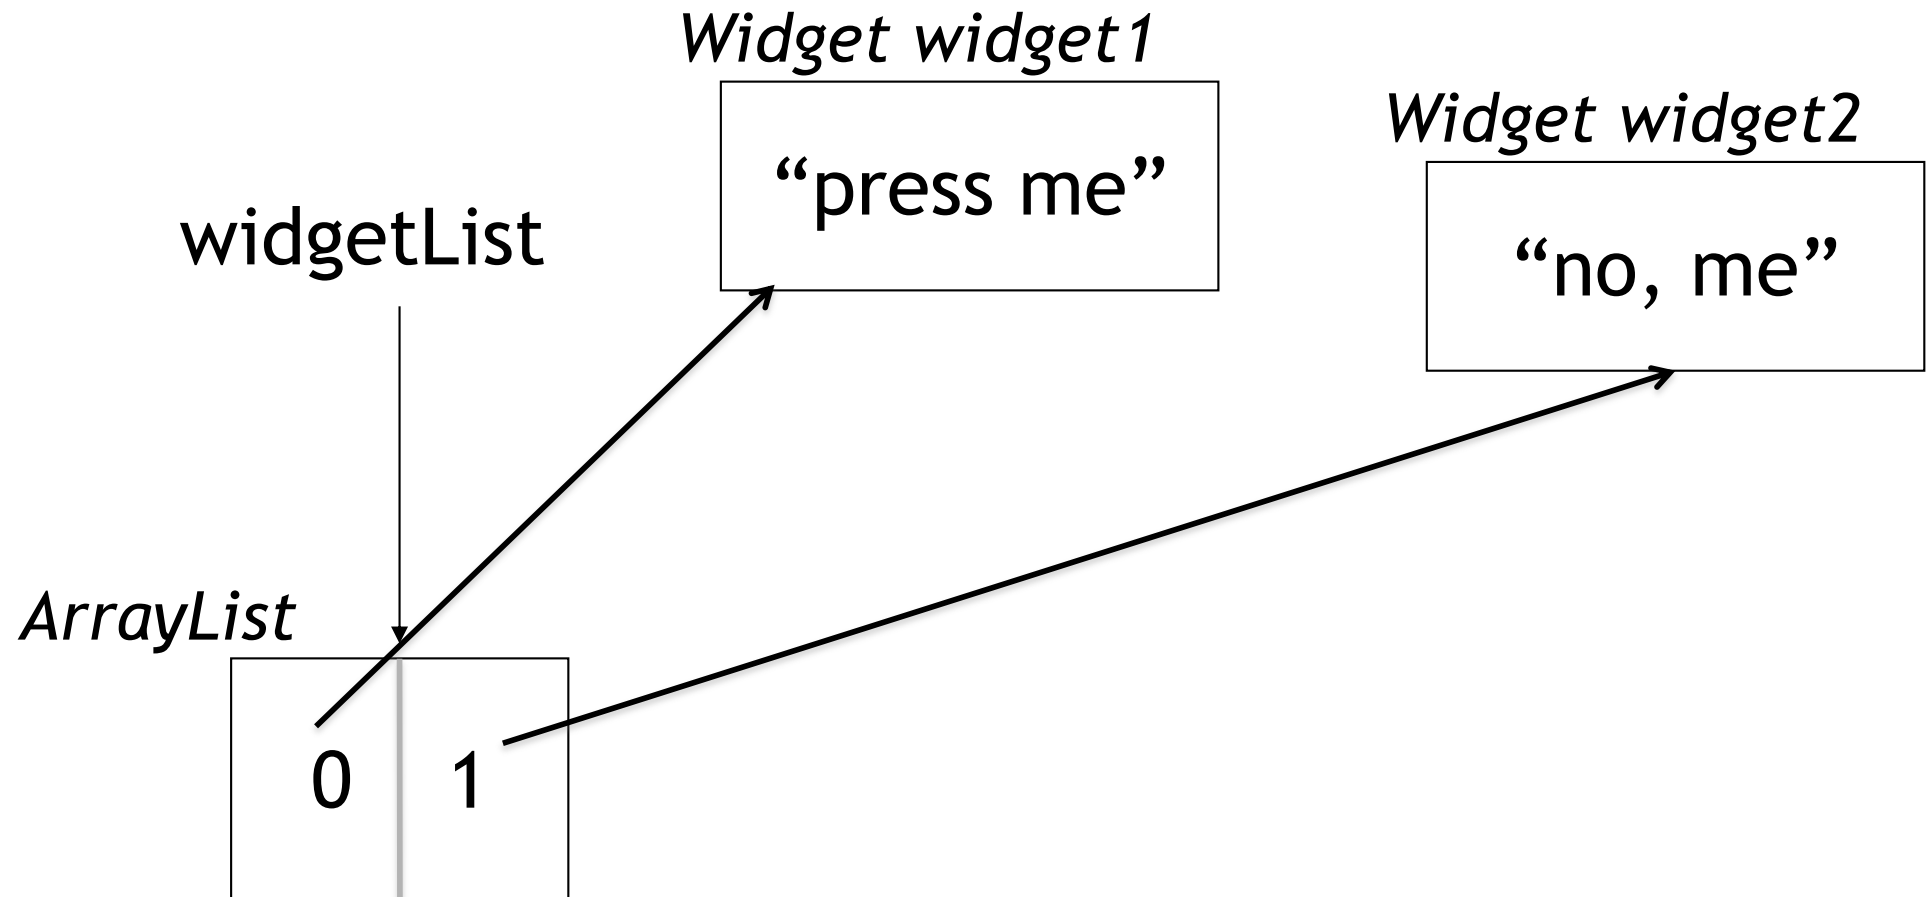 Widget widget1
“press me”
Widget widget2
“no, me”
widgetList
ArrayList
0 1